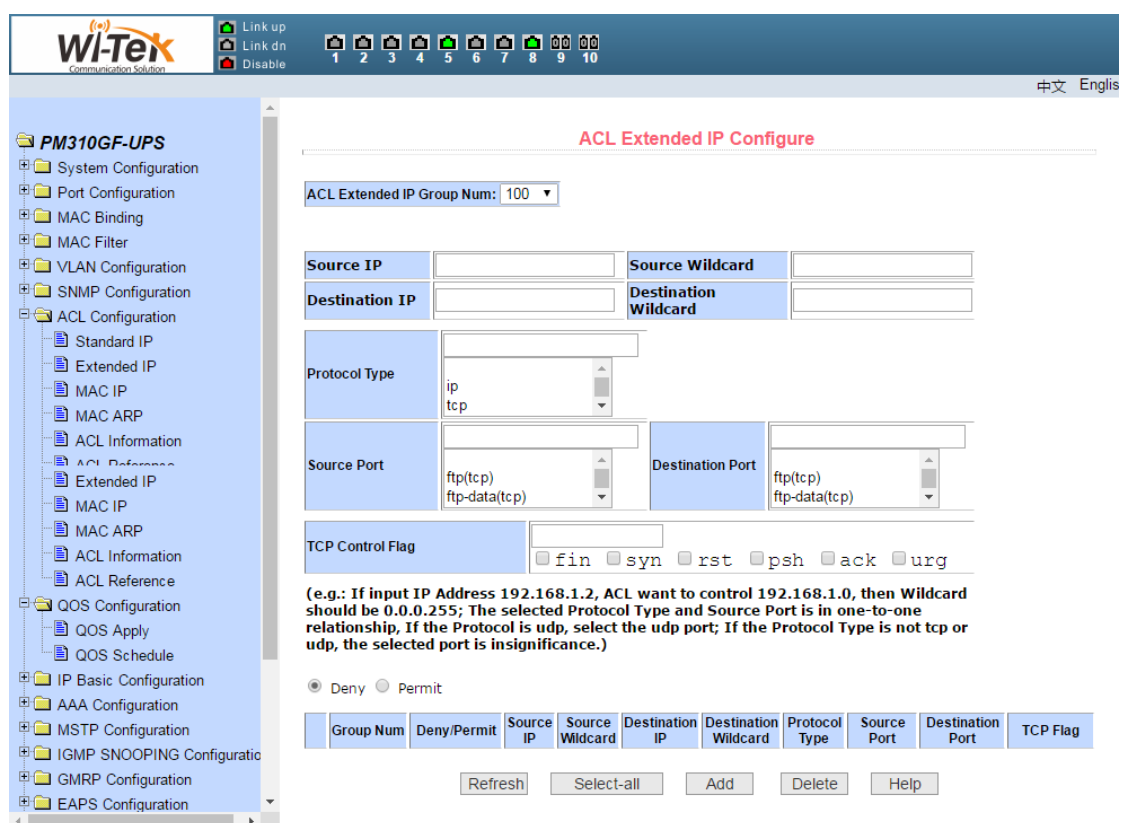 Wi-Tek
Communication Solution
Link up
Link dn
Disable
1 2 3 4 5 6 7 8 9 10
中文 Englis
PM310GF-UPS
System Configuration
Port Configuration
MAC Binding
MAC Filter
VLAN Configuration
SNMP Configuration
ACL Configuration
Standard IP
Extended IP
MAC IP
MAC ARP
ACL Information
ACL Reference
Extended IP
MAC IP
MAC ARP
ACL Information
ACL Reference
QOS Configuration
QOS Apply
QOS Schedule
IP Basic Configuration
AAA Configuration
MSTP Configuration
IGMP SNOOPING Configuratio
GMRP Configuration
EAPS Configuration
ACL Extended IP Configure
ACL Extended IP Group Num: 100
Source IP Source Wildcard
Destination IP Destination
Wildcard
Protocol Type
ip
tcp
Source Port Destination Port
ftp(tcp) ftp(tcp)
ftp-data(tcp) ftp-data(tcp)
TCP Control Flag
fin syn rst psh ack urg
(e.g.: If input IP Address 192.168.1.2, ACL want to control 192.168.1.0, then Wildcard
should be 0.0.0.255; The selected Protocol Type and Source Port is in one-to-one
relationship, If the Protocol is udp, select the udp port; If the Protocol Type is not tcp or
udp, the selected port is insignificance.)
Deny Permit
Group Num Deny/Permit Source IP Source Wildcard Destination IP Destination Wildcard Protocol Type Source Port Destination Port TCP Flag
Refresh Select-all Add Delete Help